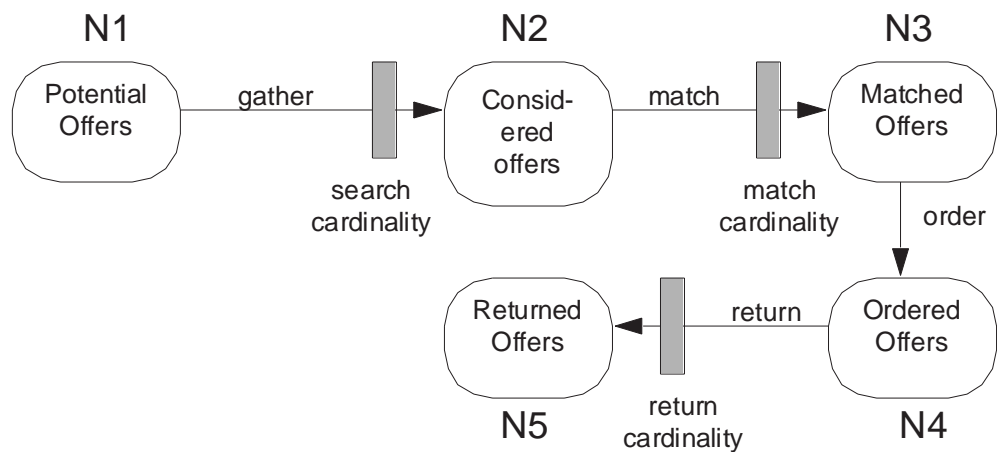 N1
N2
N3
Potential
Offers
gather
Consid-
ered
offers
match
Matched
Offers
search
cardinality
match
cardinality
order
Returned
Offers
return
Ordered
Offers
return
cardinality
N5
N4